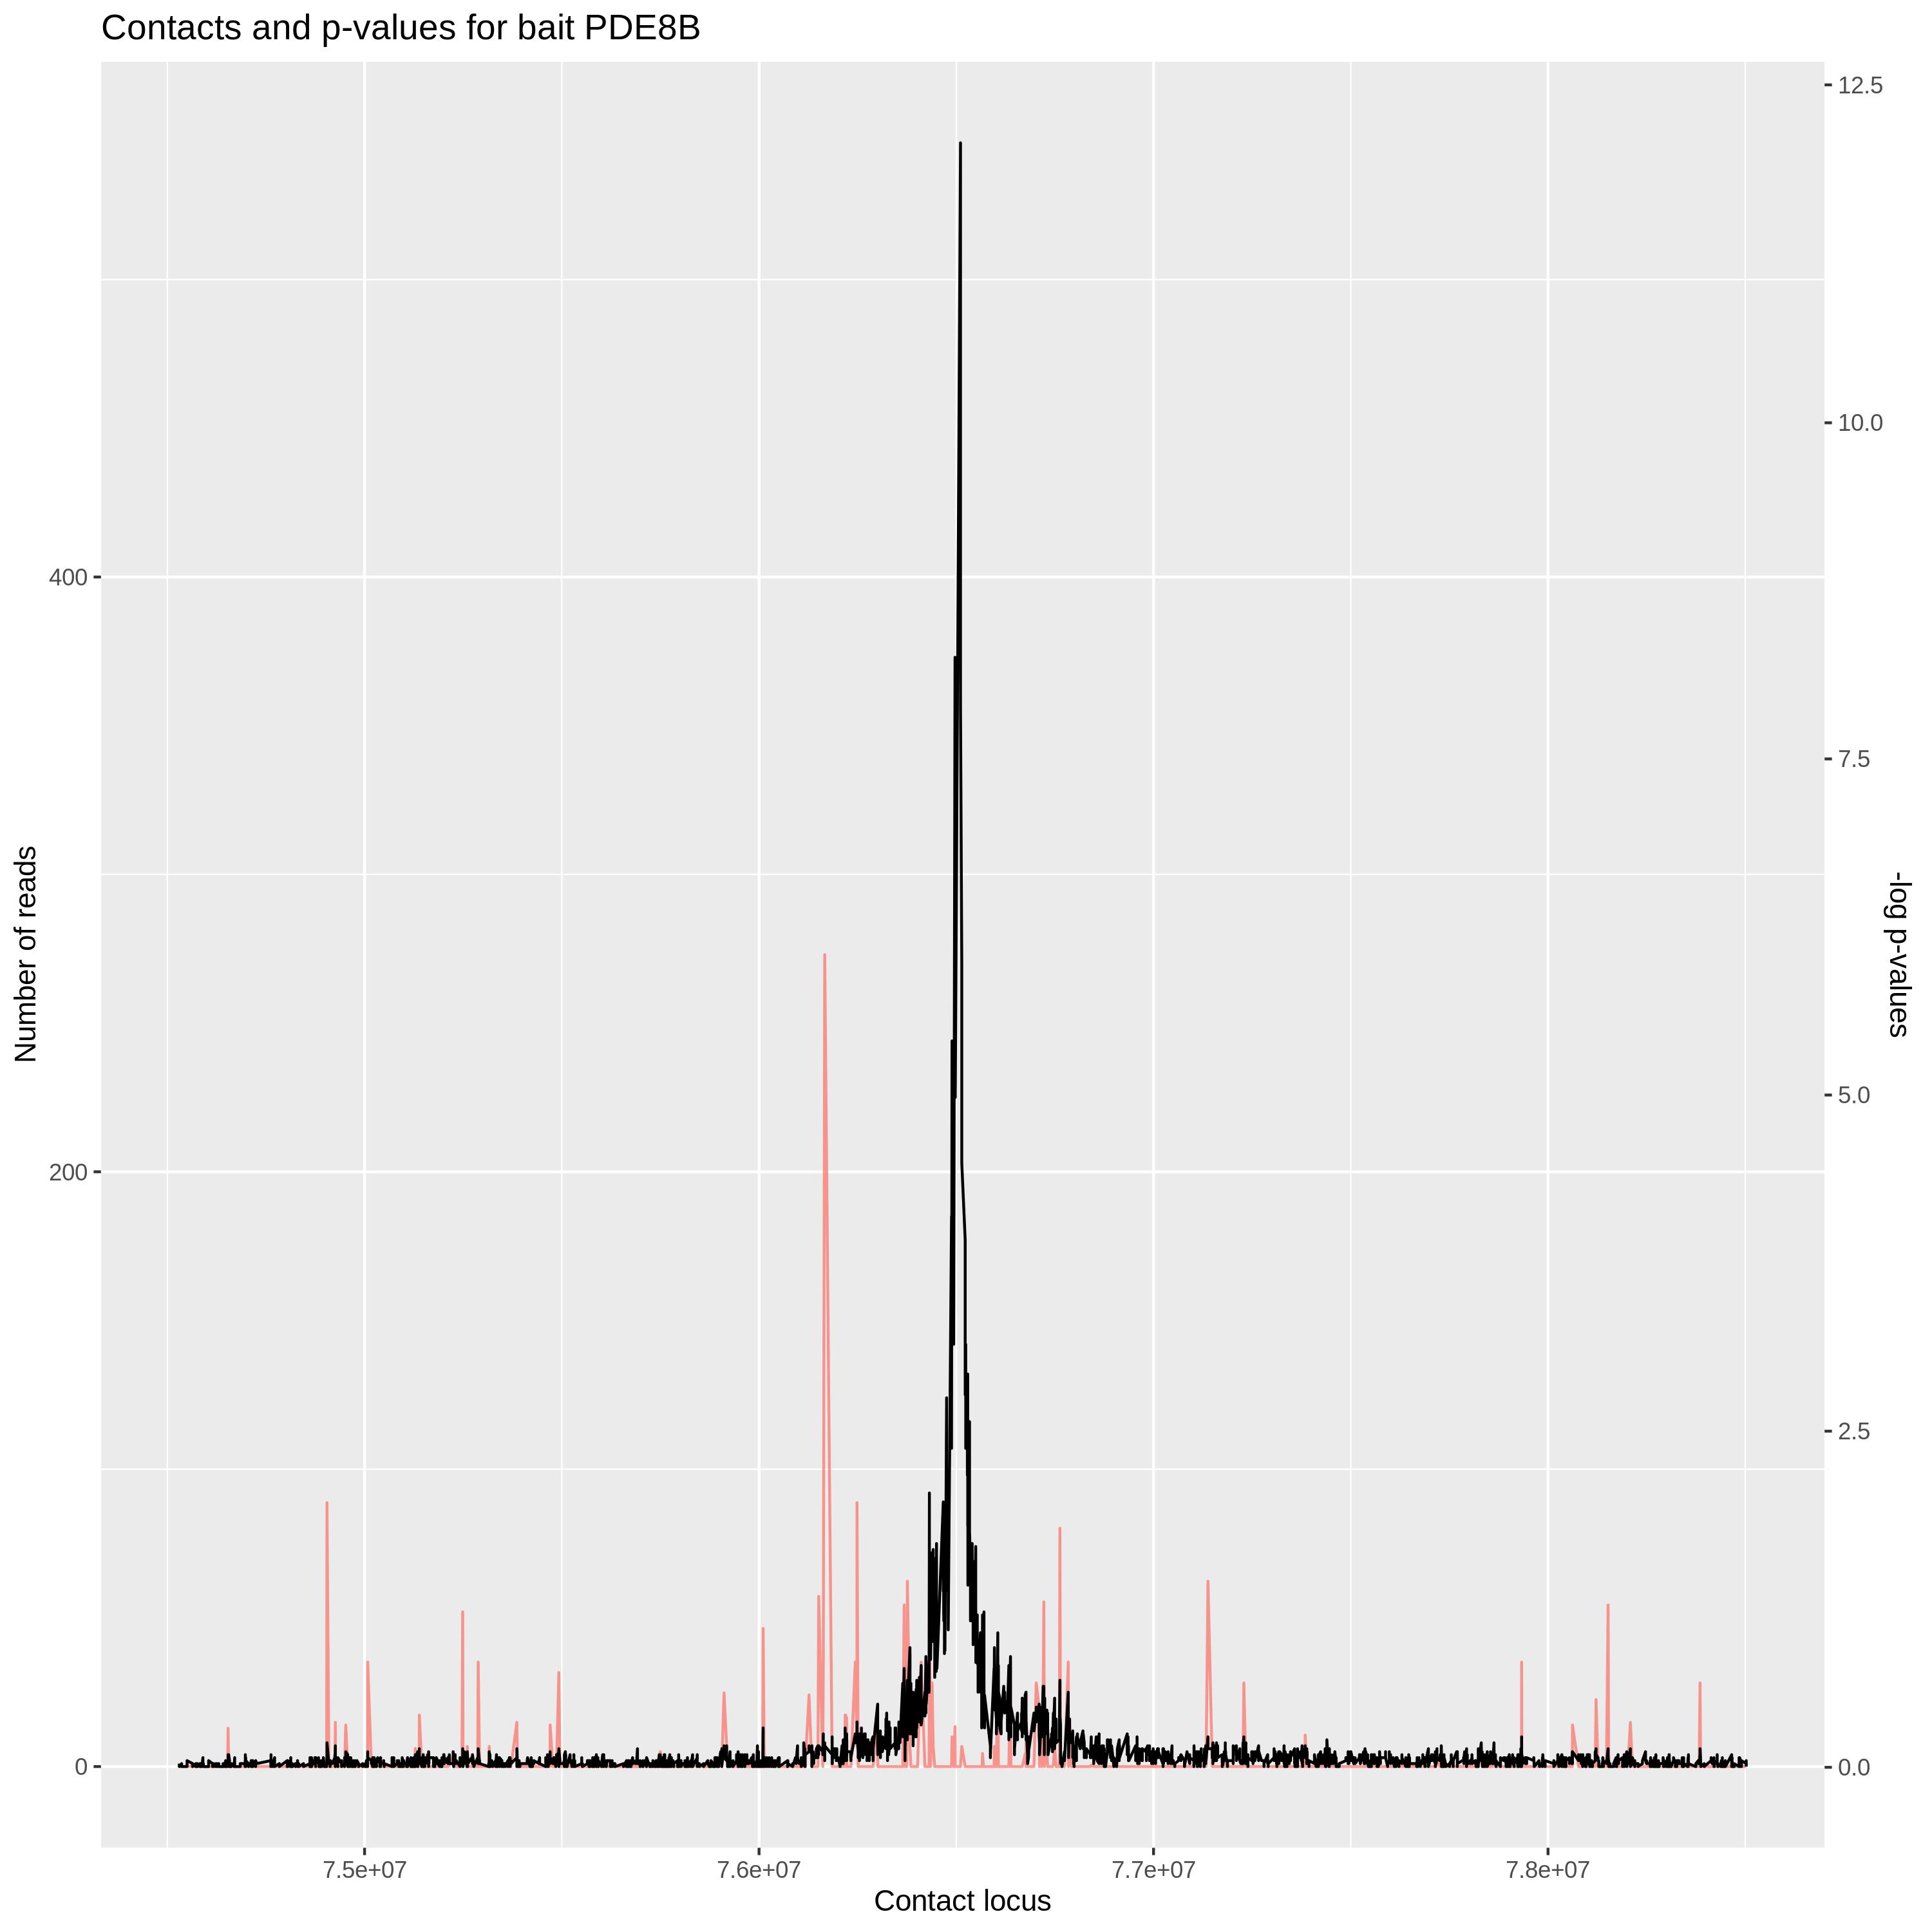 Contacts and p-values for bait PDE8B
12.5
10.0
400
7.5
Number of reads
-log p-values
5.0
200
2.5
0
0.0
7.5e+07
7.6e+07
7.7e+07
7.8e+07
Contact locus